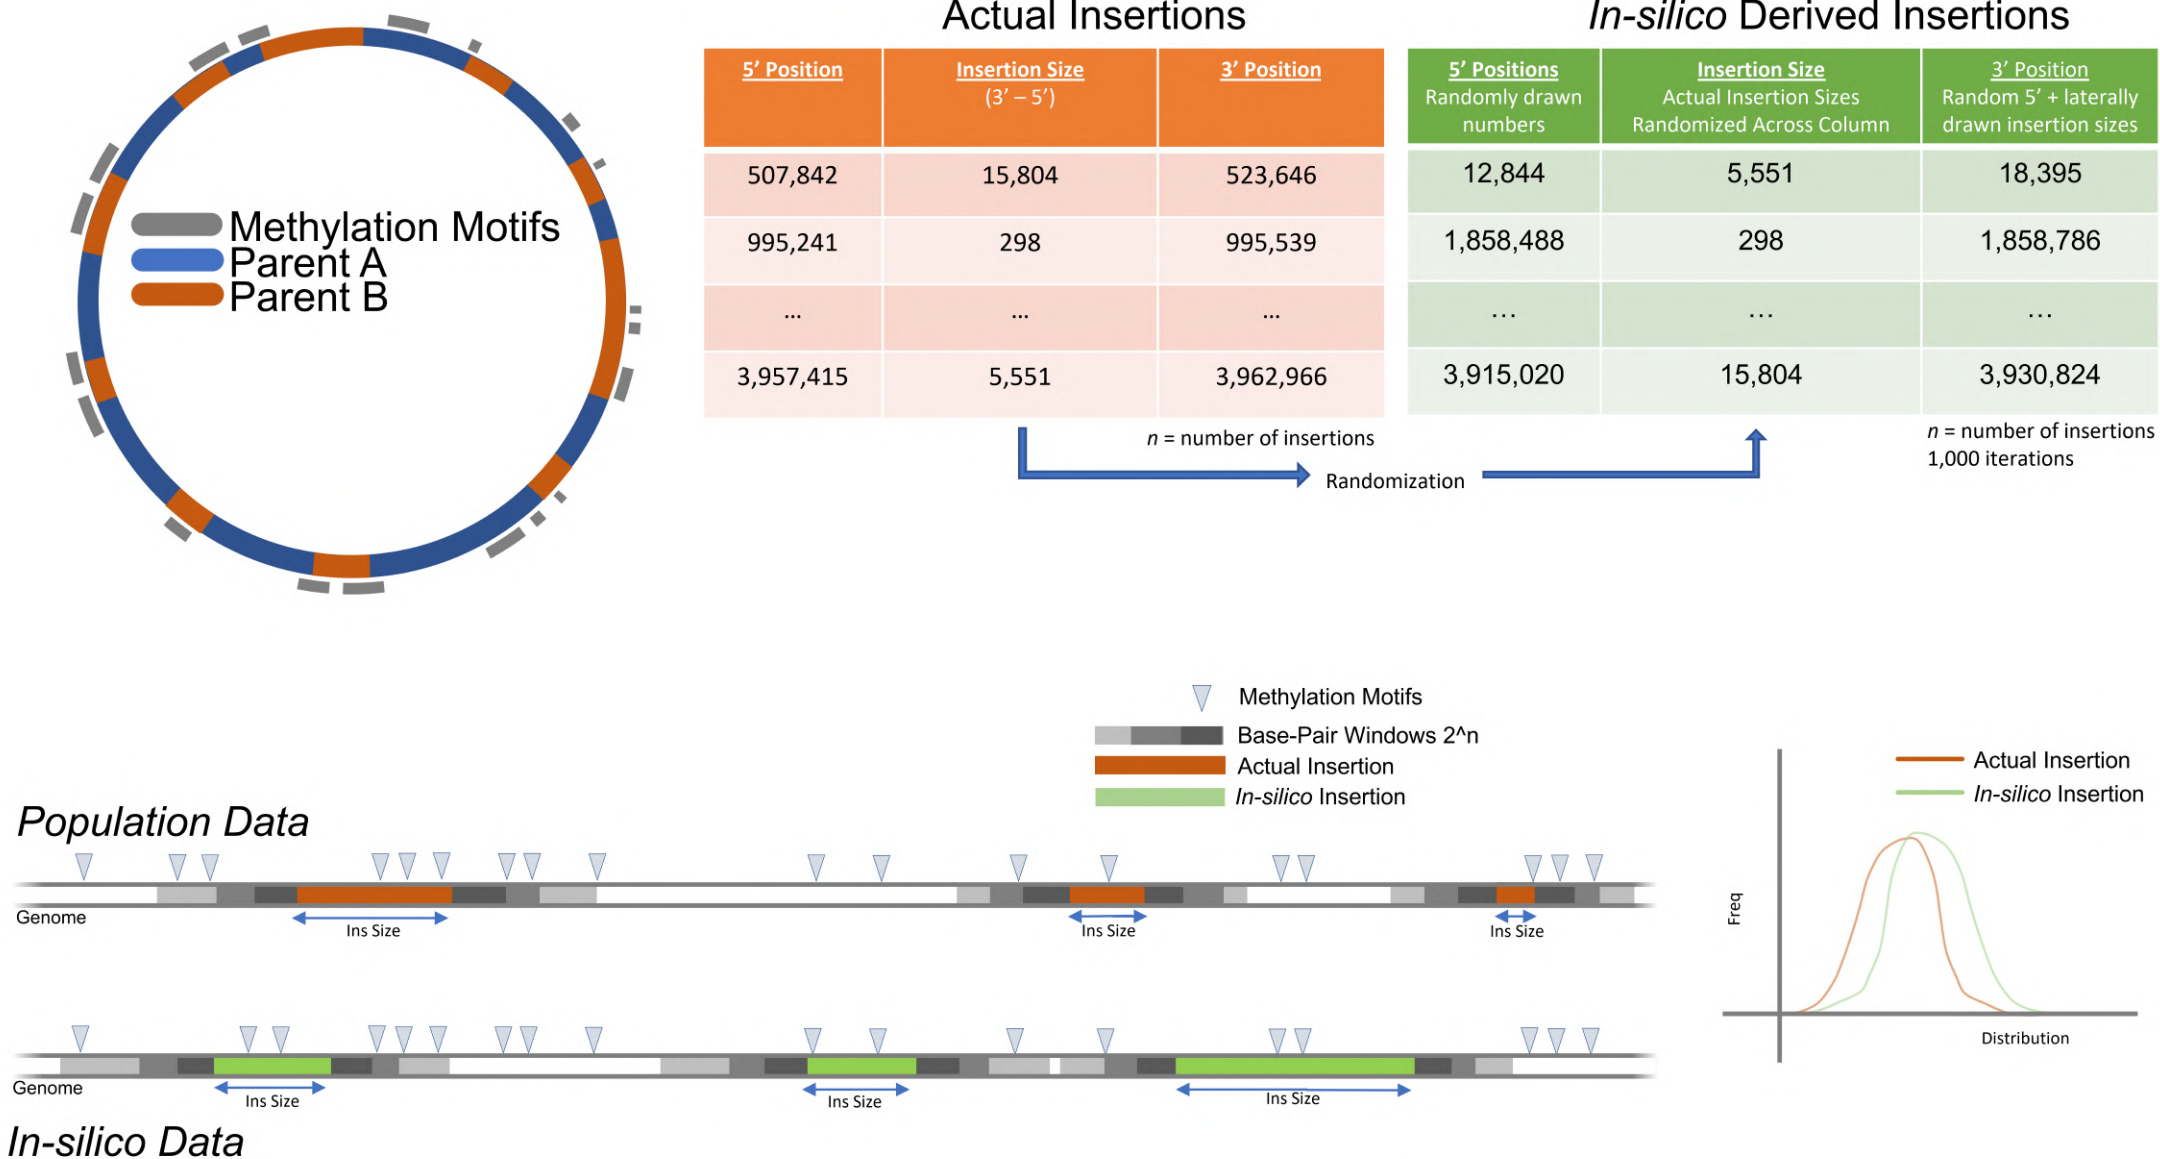 Actual Insertions
In-silico Derived Insertions
Methylation Motifs
Parent A
Parent B
5’ Position
Insertion Size
(3’ – 5’)
3’ Position
507,842 15,804 523,646
995,241 298 995,539
... ... ...
3,957,415 5,551 3,962,966
n = number of insertions
Randomization
5’ Positions
Randomly drawn
numbers
Insertion Size
Actual Insertion Sizes
Randomized Across Column
3’ Position
Random 5’ + laterally
drawn insertion sizes
12,844 5,551 18,395
1,858,488 298 1,858,786
... ... ...
3,915,020 15,804 3,930,824
n = number of insertions
1,000 iterations
Methylation Motifs
Base-Pair Windows 2^n
Actual Insertion
In-silico Insertion
Population Data
Genome
Ins Size
Ins Size
Ins Size
Genome
Ins Size
Ins Size
Ins Size
In-silico Data
Actual Insertion
In-silico Insertion
Freq
Distribution